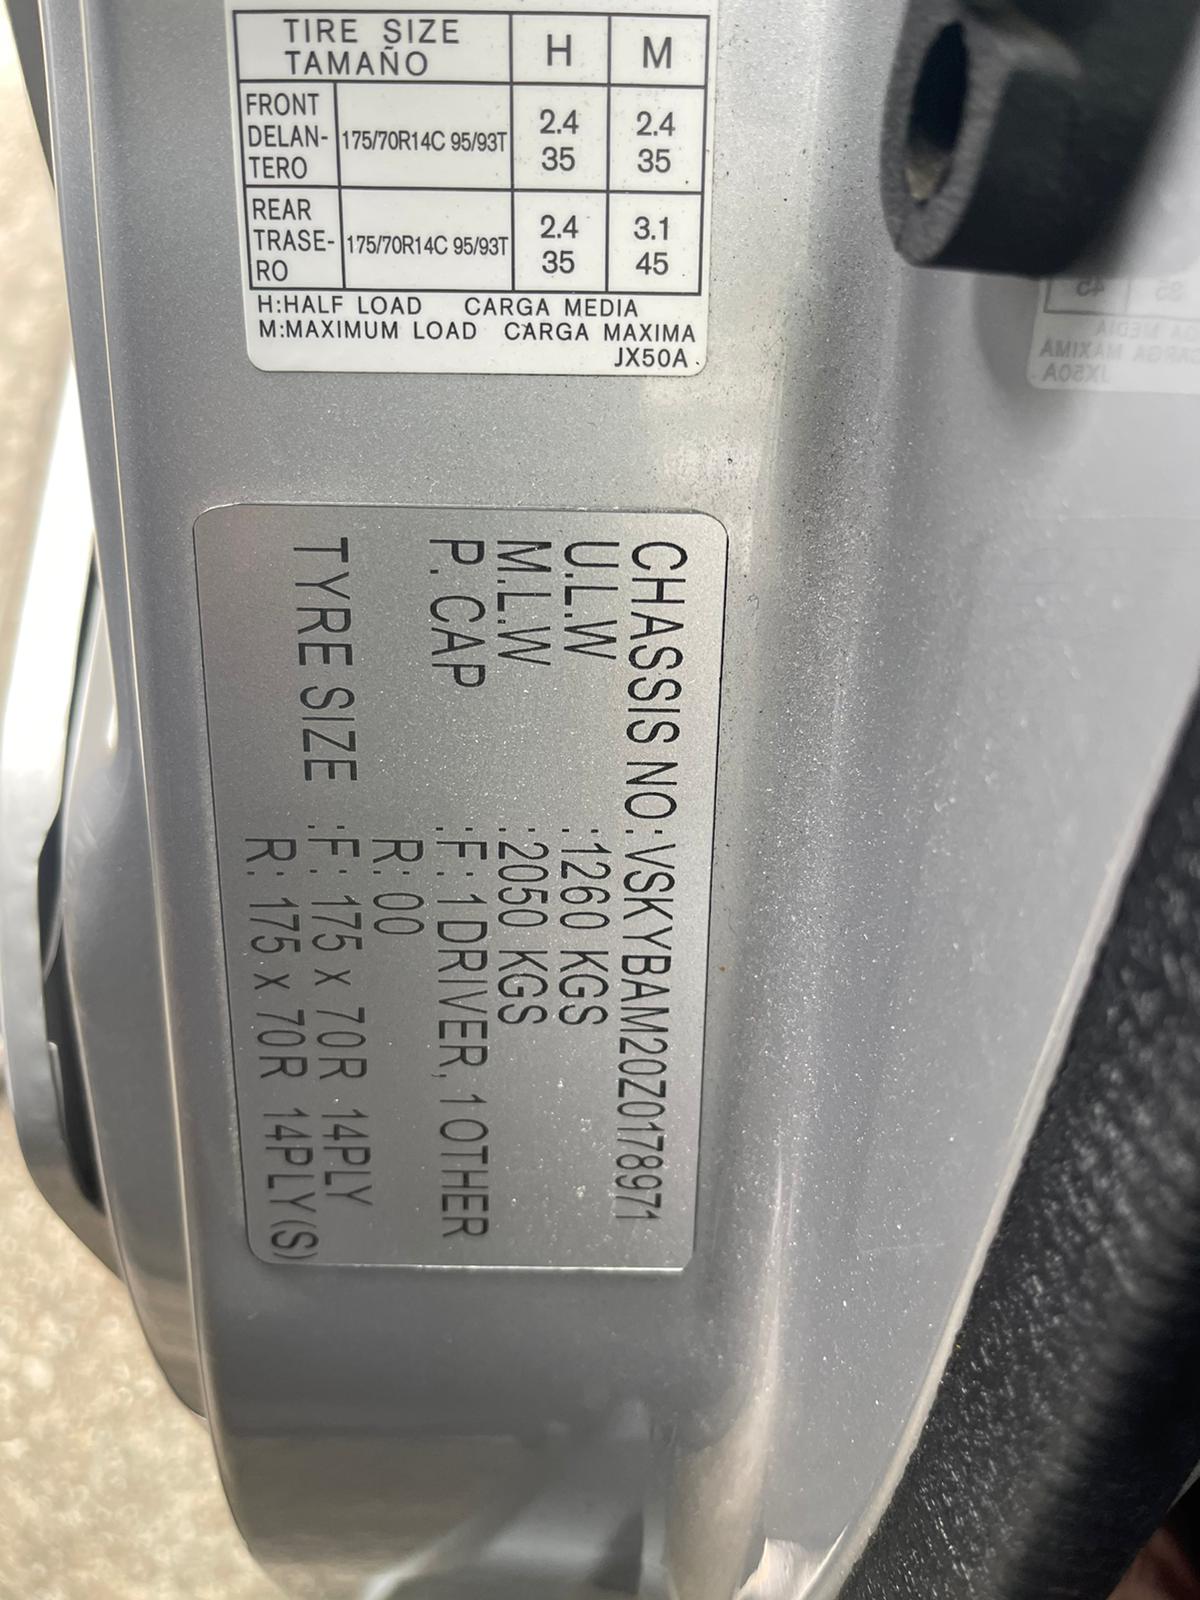 TIRE SIZE TAMAÑO H M
FRONT DELAN- TERO 175/70R14C 95/93T 2.4 35 2.4 35
REAR TRASE- RO 175/70R14C 95/93T 2.4 35 3.1 45
H:HALF LOAD CARGA MEDIA
M:MAXIMUM LOAD CARGA MAXIMA
JX50A
CHASSIS NO:VSKYBAM20Z0178971
U.L.W :1260 KGS
M.L.W :2050 KGS
P. CAP :F: 1DRIVER, 1OTHER
R: 00
TYRE SIZE :F: 175 x 70R 14PLY
R: 175 x 70R 14PLY(S)